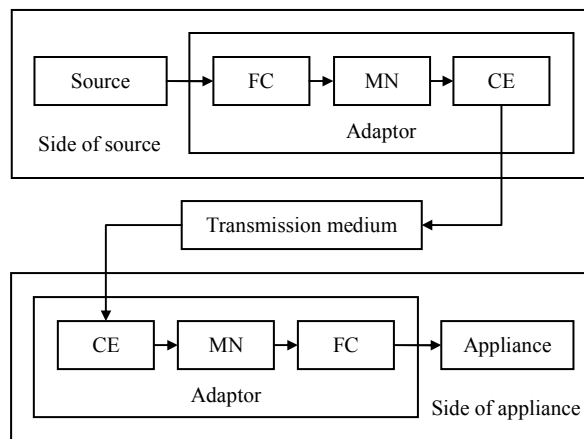 Source
FC
MN
CE
Adaptor
Side of source
Transmission medium
CE
MN
FC
Appliance
Adaptor
Side of appliance